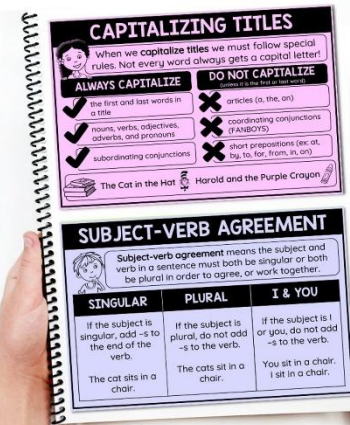 CAPITALIZING TITLES
When we capitalize titles we must follow special
rules. Not every word always gets a capital letter!
ALWAYS CAPITALIZE
the first and last words in
a title
nouns, verbs, adjectives,
adverbs, and pronouns
subordinating conjunctions
DO NOT CAPITALIZE
(unless it is the first or last word)
articles (a, the, an)
coordinating conjunctions
(FANBOYS)
short prepositions (ex: at,
by, to, for, from, in, on)
The Cat in the Hat
Harold and the Purple Crayon
SUBJECT-VERB AGREEMENT
Subject-verb agreement means the subject and
verb in a sentence must both be singular or both
be plural in order to agree, or work together.
SINGULAR
If the subject is
singular, add -s to
the end of the
verb.
The cat sits in a
chair.
PLURAL
If the subject is
plural, do not add
-s to the verb.
The cats sit in a
chair.
I & YOU
If the subject is I
or you, do not add
-s to the verb.
You sit in a chair.
I sit in a chair.